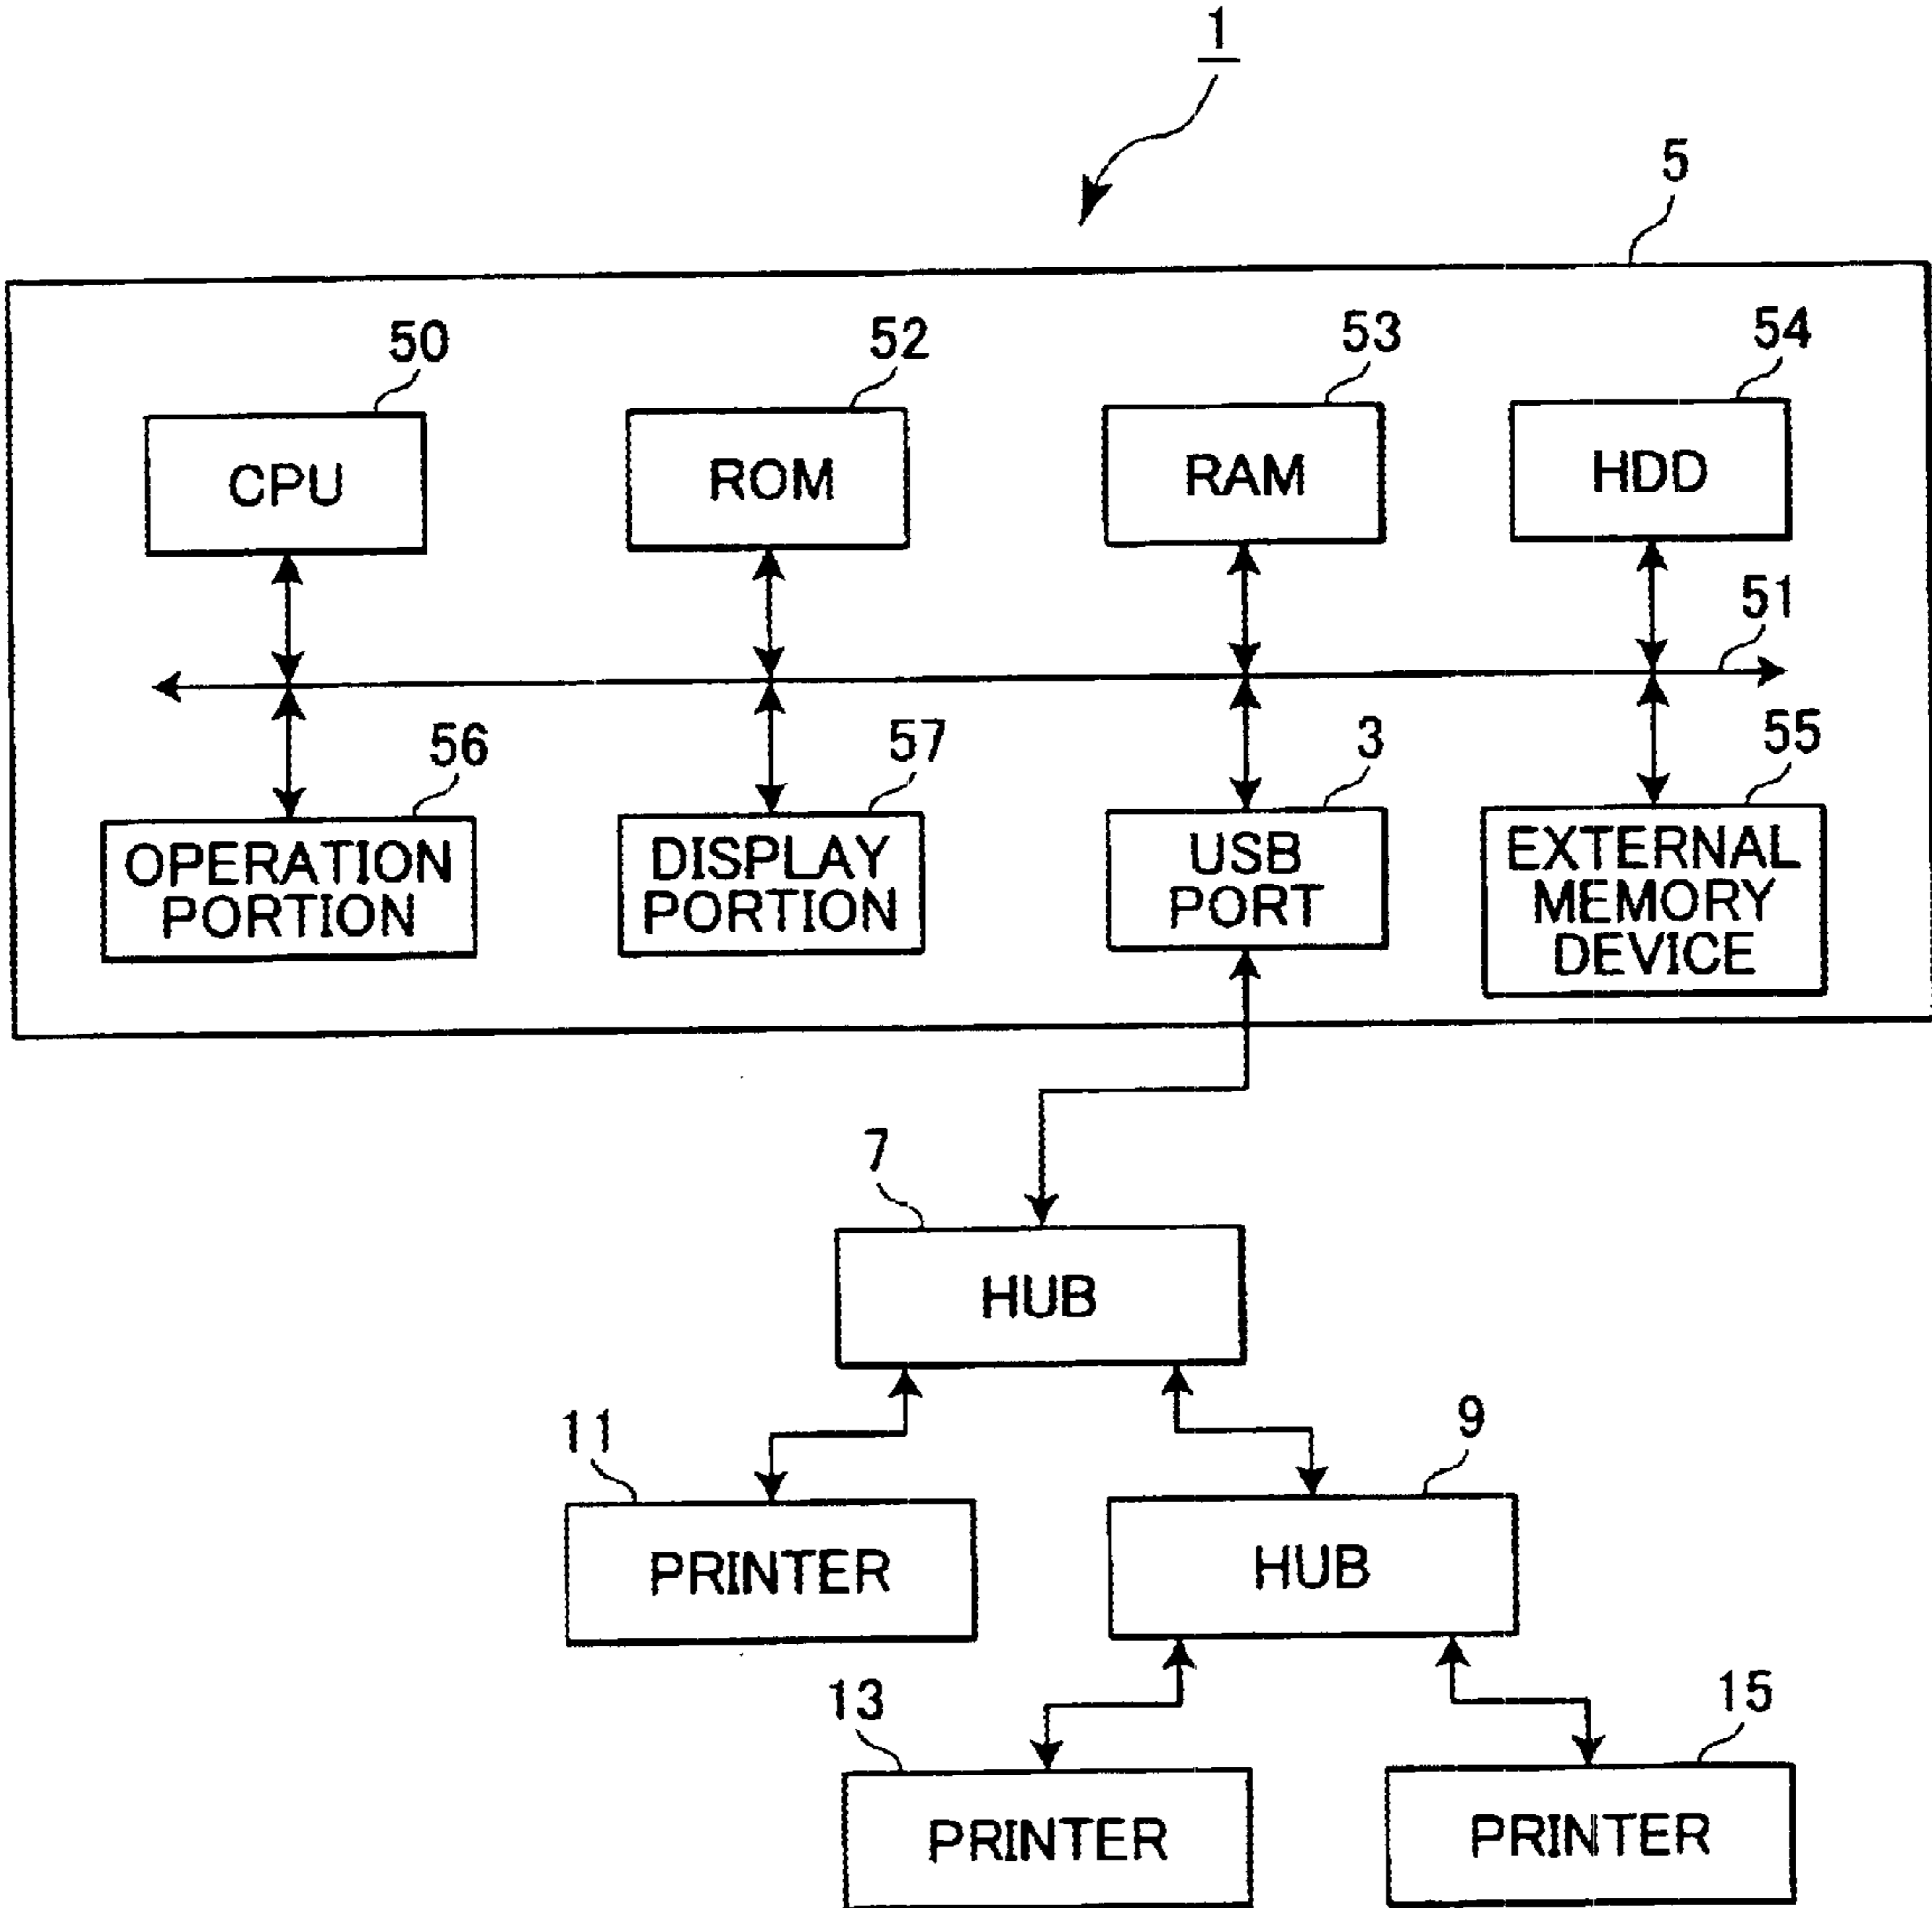 1
5
50
52
53
54
CPU
ROM
RAM
HDD
51
56
57
3
55
OPERATION
PORTION
DISPLAY
PORTION
USB
PORT
EXTERNAL
MEMORY
DEVICE
7
HUB
11
9
PRINTER
HUB
13
15
PRINTER
PRINTER